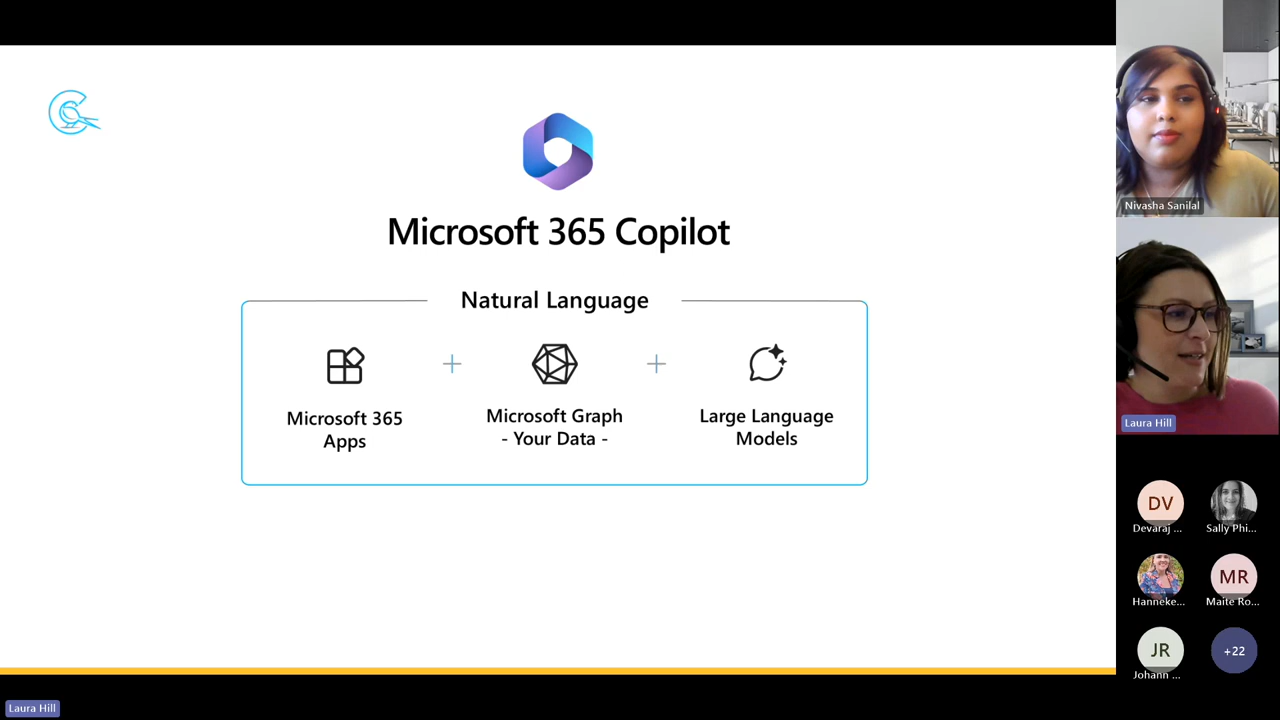 Microsoft 365 Copilot
Natural Language
Microsoft 365
Apps
Microsoft Graph
- Your Data -
Large Language
Models
Nivasha Sanilal
Laura Hill
DV
Devaraj ...
Sally Phi...
Hanneke...
MR
Maite Ro...
JR
Johann ...
+22
Laura Hill